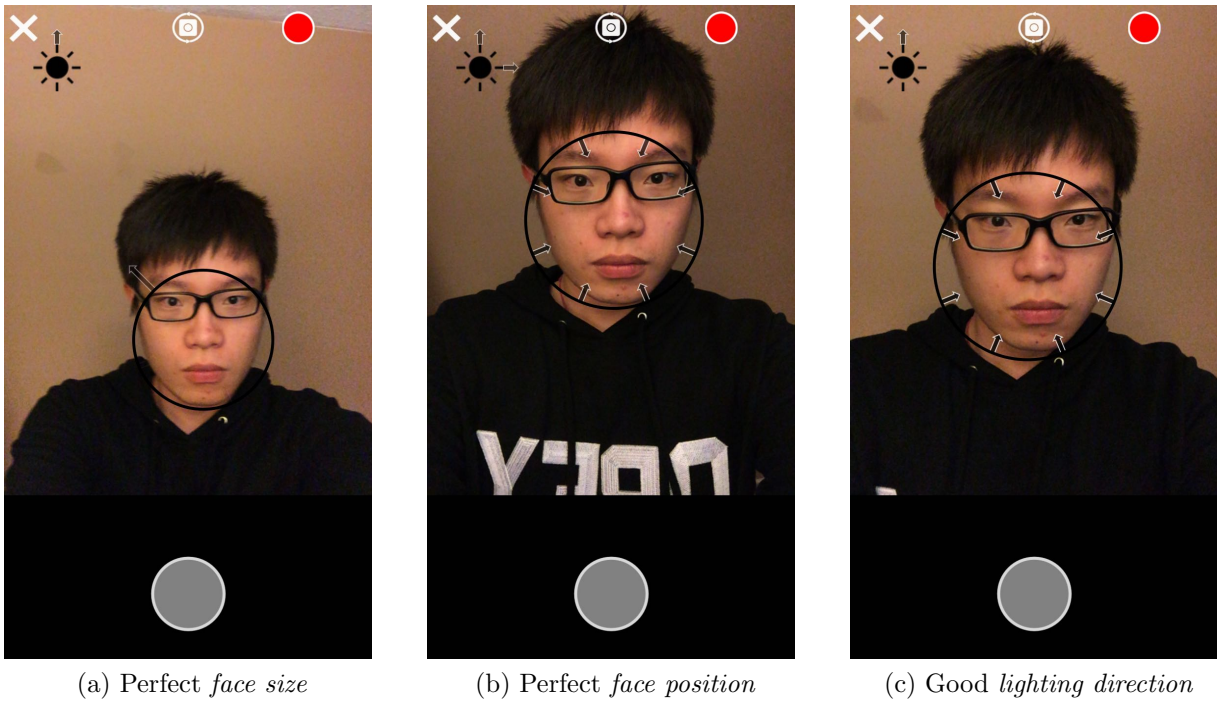 (a) Perfect face size
(b) Perfect face position
(c) Good lighting direction